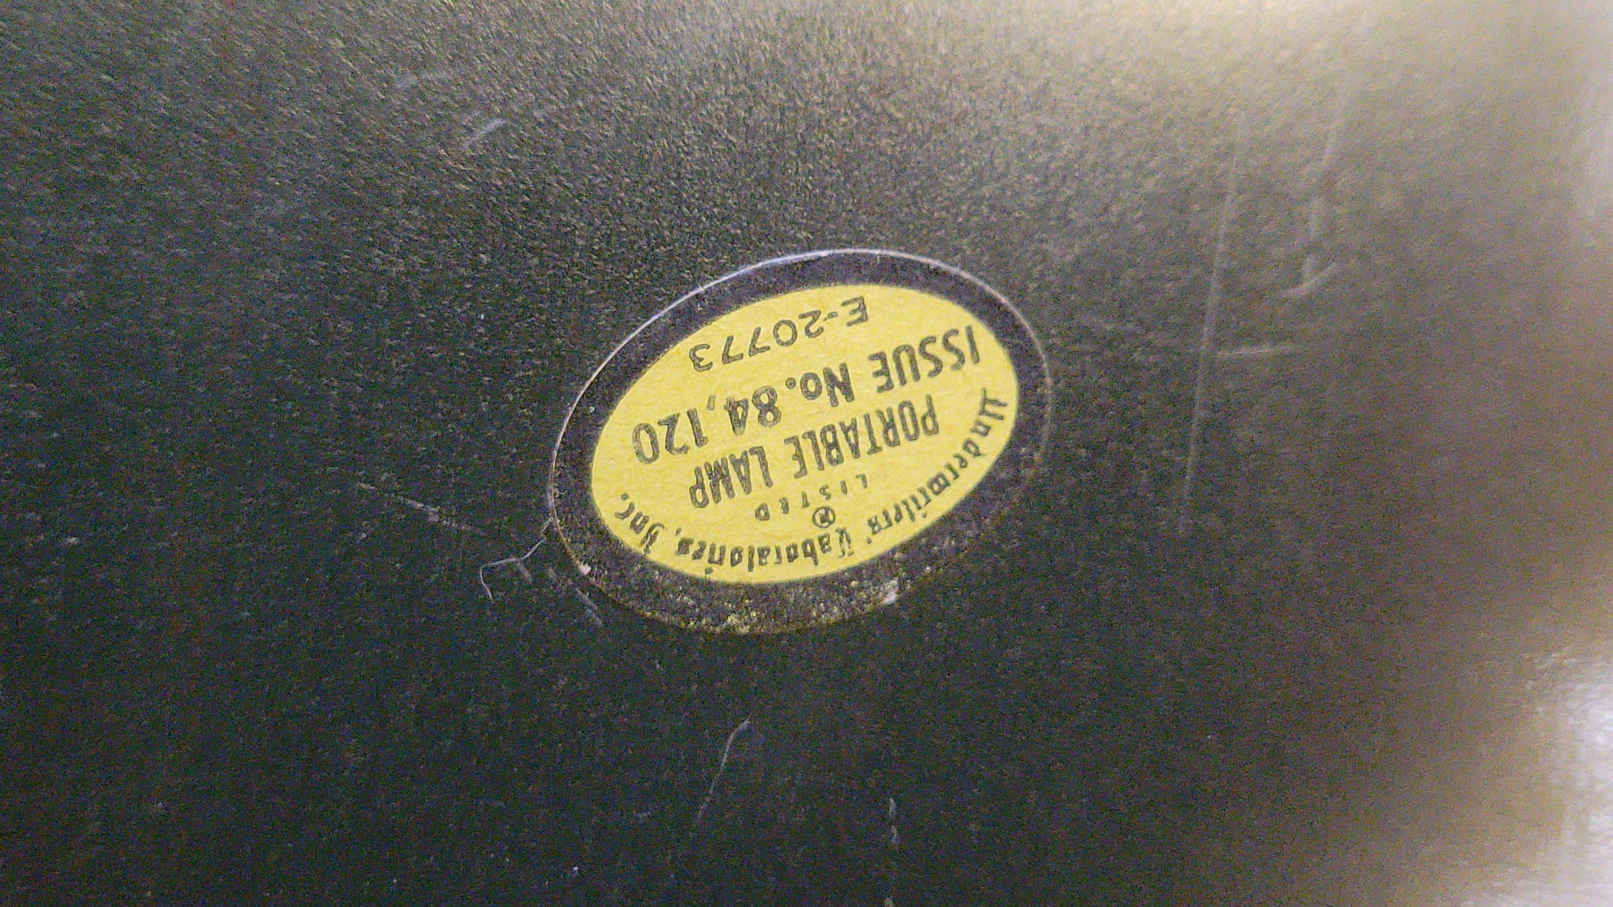 Underwriters' Laboratories, Inc.
®
LISTED
PORTABLE LAMP
ISSUE No. 84,120
E-20773